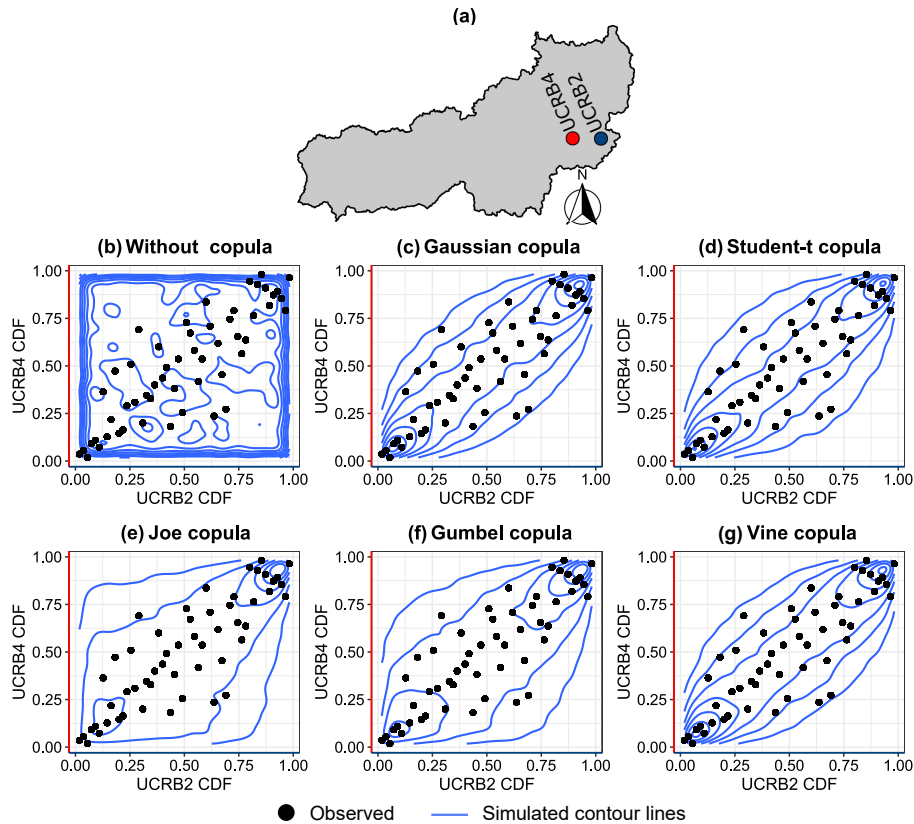 (a)
UCRB4
UCRB2
N
(b) Without copula
(c) Gaussian copula
(d) Student-t copula
UCRB4 CDF
1.00
0.75
0.50
0.25
0.00
0.00 0.25 0.50 0.75 1.00
UCRB2 CDF
UCRB4 CDF
1.00
0.75
0.50
0.25
0.00
0.00 0.25 0.50 0.75 1.00
UCRB2 CDF
UCRB4 CDF
1.00
0.75
0.50
0.25
0.00
0.00 0.25 0.50 0.75 1.00
UCRB2 CDF
(e) Joe copula
(f) Gumbel copula
(g) Vine copula
UCRB4 CDF
1.00
0.75
0.50
0.25
0.00
0.00 0.25 0.50 0.75 1.00
UCRB2 CDF
UCRB4 CDF
1.00
0.75
0.50
0.25
0.00
0.00 0.25 0.50 0.75 1.00
UCRB2 CDF
UCRB4 CDF
1.00
0.75
0.50
0.25
0.00
0.00 0.25 0.50 0.75 1.00
UCRB2 CDF
Observed
Simulated contour lines